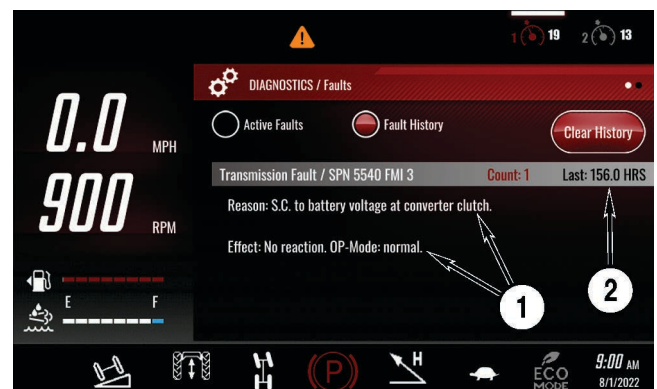 1 19 2 13
DIAGNOSTICS / Faults
Active Faults Fault History Clear History
0.0 MPH
Transmission Fault / SPN 5540 FMI 3 Count: 1 Last: 156.0 HRS
Reason: S.C. to battery voltage at converter clutch.
900 RPM
Effect: No reaction. OP-Mode: normal.
1 2
E F
P H ECO MODE
9:00 AM
8/1/2022